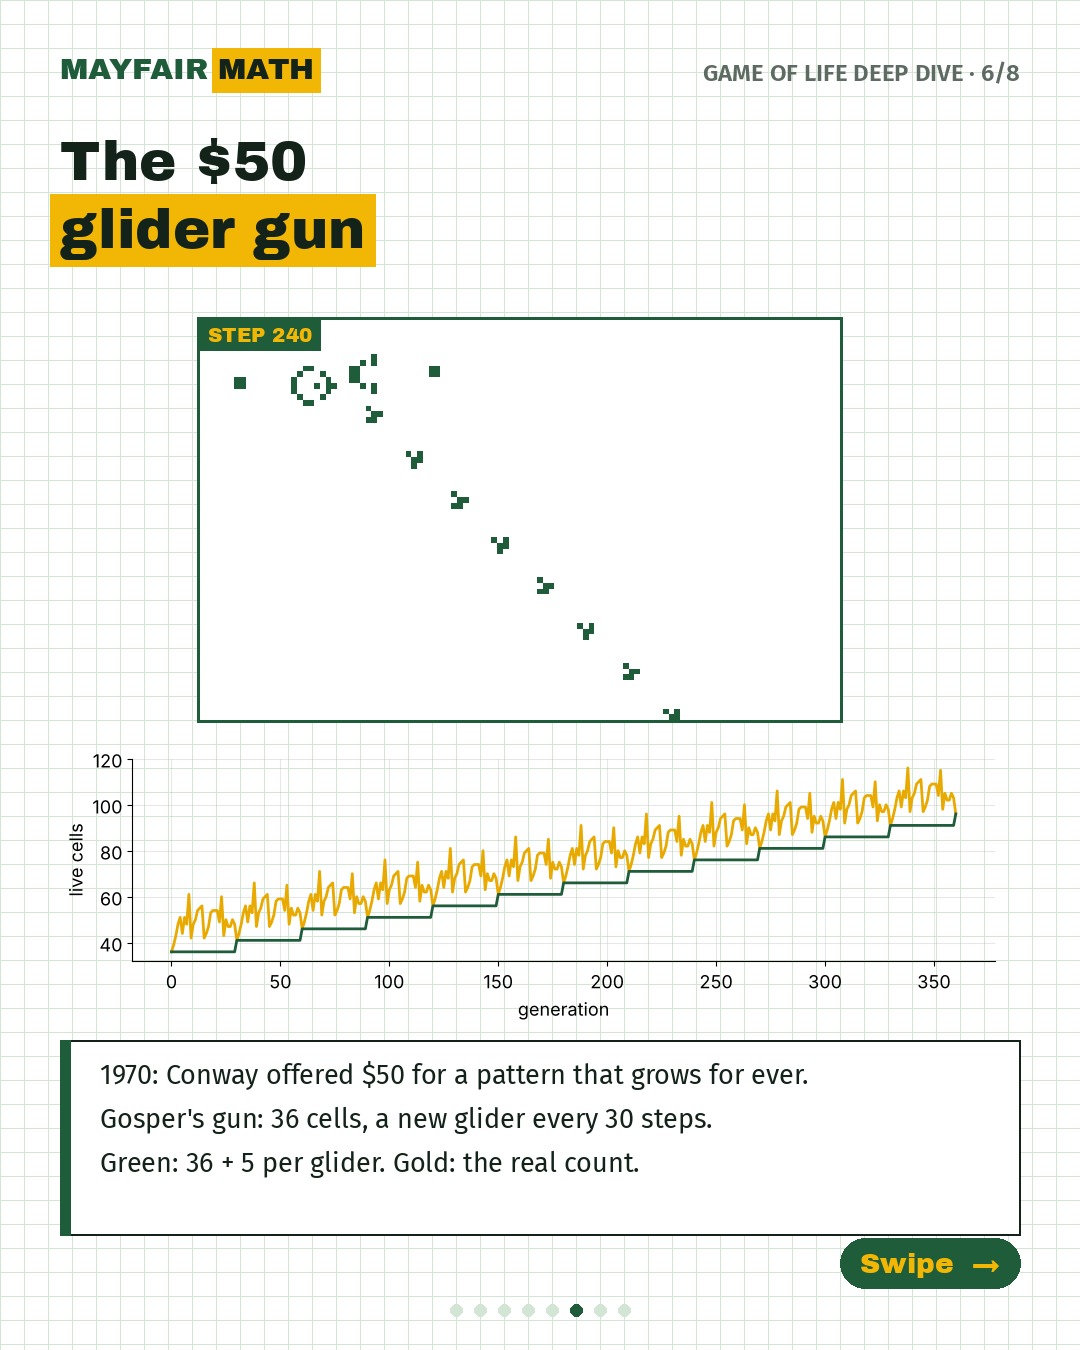 MAYFAIR MATH
GAME OF LIFE DEEP DIVE · 6/8
The $50
glider gun
STEP 240
120
100
80
60
40
live cells
0 50 100 150 200 250 300 350
generation
1970: Conway offered $50 for a pattern that grows for ever.
Gosper's gun: 36 cells, a new glider every 30 steps.
Green: 36 + 5 per glider. Gold: the real count.
Swipe →